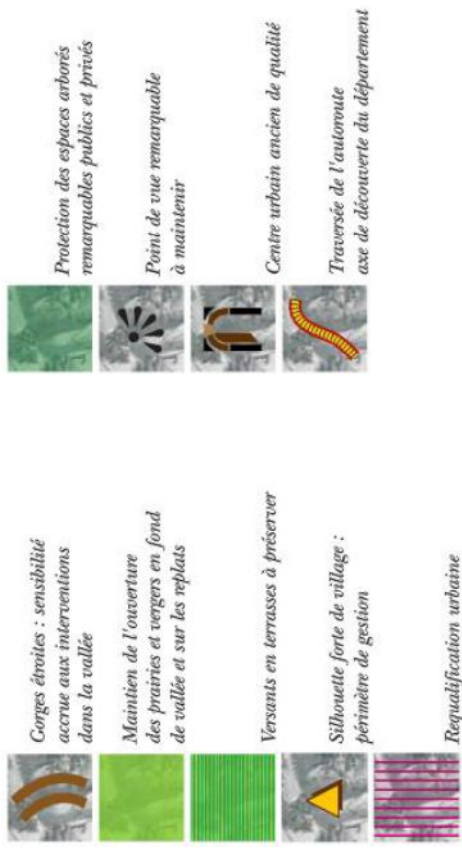 Gorges étroites : sensibilité
accrue aux interventions
dans la vallée
Maintien de l'ouverture
des prairies et vergers en fond
de vallée et sur les replats
Versants en terrasses à préserver
Silhouette forte de village :
périmètre de gestion
Requalification urbaine
Protection des espaces arborés
remarquables publics et privés
Point de vue remarquable
à maintenir
Centre urbain ancien de qualité
Traversée de l'autoroute
axe de découverte du département